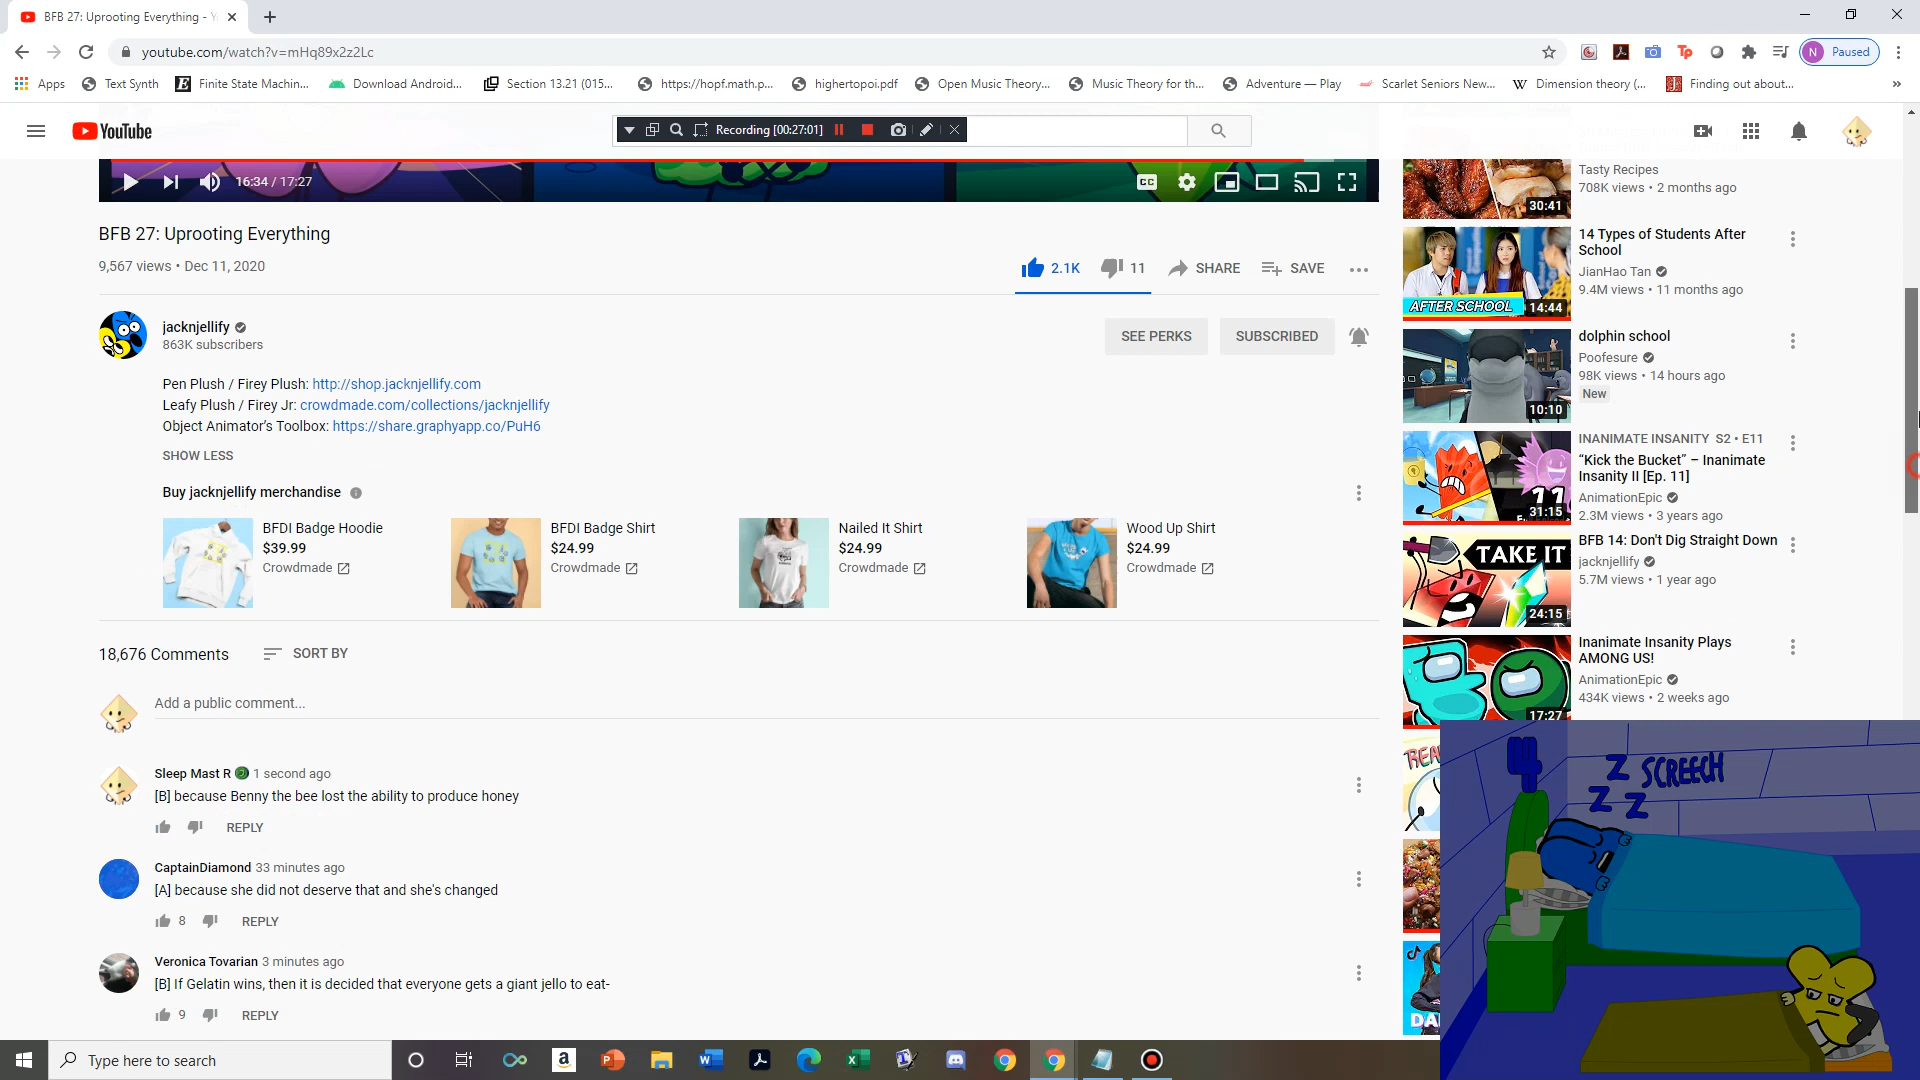 BFB 27: Uprooting Everything - Y
youtube.com/watch?v=mHq89x2z2Lc
N Paused
Apps Text Synth Finite State Machin... Download Android... Section 13.21 (015... https://hopf.math.p... highertopoi.pdf Open Music Theory... Music Theory for th... Adventure — Play Scarlet Seniors New... Dimension theory (... Finding out about... »
YouTube
Recording [00:27:01]
16:34 / 17:27
CC
BFB 27: Uprooting Everything
9,567 views • Dec 11, 2020
2.1K 11 SHARE SAVE
jacknjellify
863K subscribers
SEE PERKS SUBSCRIBED
Pen Plush / Firey Plush: http://shop.jacknjellify.com
Leafy Plush / Firey Jr: crowdmade.com/collections/jacknjellify
Object Animator's Toolbox: https://share.graphyapp.co/PuH6
SHOW LESS
Buy jacknjellify merchandise
BFDI Badge Hoodie
$39.99
Crowdmade
BFDI Badge Shirt
$24.99
Crowdmade
Nailed It Shirt
$24.99
Crowdmade
Wood Up Shirt
$24.99
Crowdmade
18,676 Comments SORT BY
Add a public comment...
Sleep Mast R 1 second ago
[B] because Benny the bee lost the ability to produce honey
REPLY
CaptainDiamond 33 minutes ago
[A] because she did not deserve that and she's changed
8 REPLY
Veronica Tovarian 3 minutes ago
[B] If Gelatin wins, then it is decided that everyone gets a giant jello to eat-
9 REPLY
Tasty Recipes
708K views • 2 months ago
30:41
14 Types of Students After
School
JianHao Tan
9.4M views • 11 months ago
AFTER SCHOOL
14:44
dolphin school
Poofesure
98K views • 14 hours ago
New
10:10
INANIMATE INSANITY S2 • E11
“Kick the Bucket” – Inanimate
Insanity II [Ep. 11]
AnimationEpic
2.3M views • 3 years ago
11
31:15
BFB 14: Don't Dig Straight Down
jacknjellify
5.7M views • 1 year ago
TAKE IT
24:15
Inanimate Insanity Plays
AMONG US!
AnimationEpic
434K views • 2 weeks ago
17:27
Z SCREECH
Z Z
Type here to search